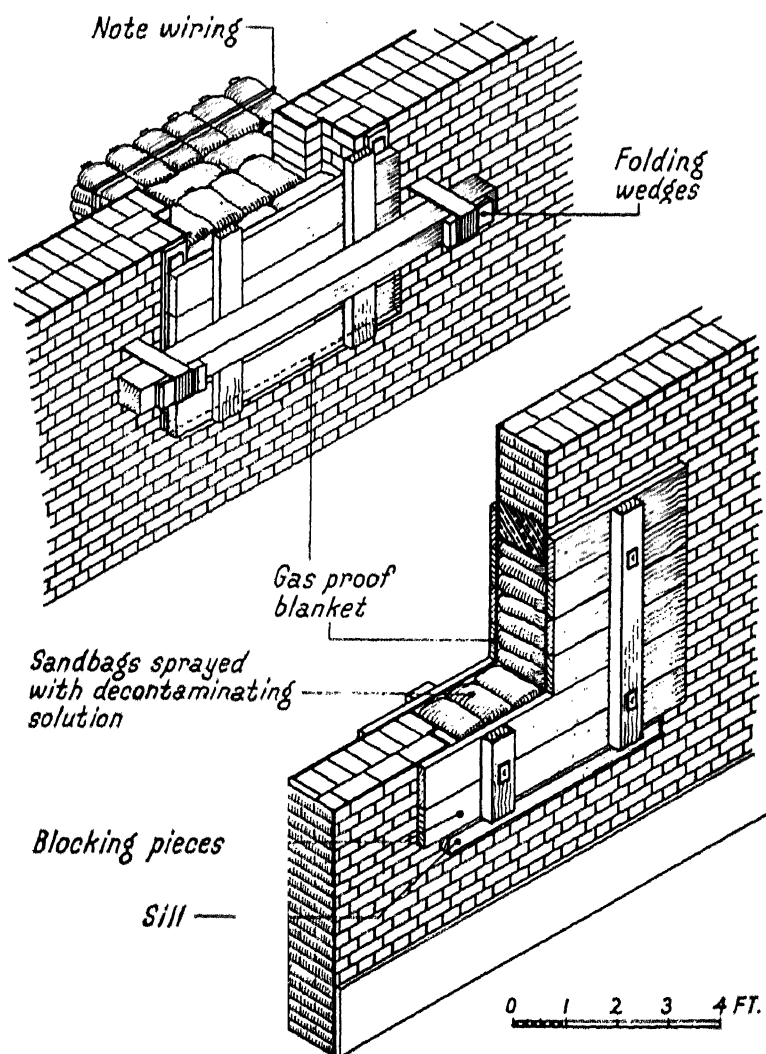 Note wiring
Folding
wedges
Gas proof
blanket
Sandbags sprayed
with decontaminating
solution
Blocking pieces
Sill
0 1 2 3 4 FT.